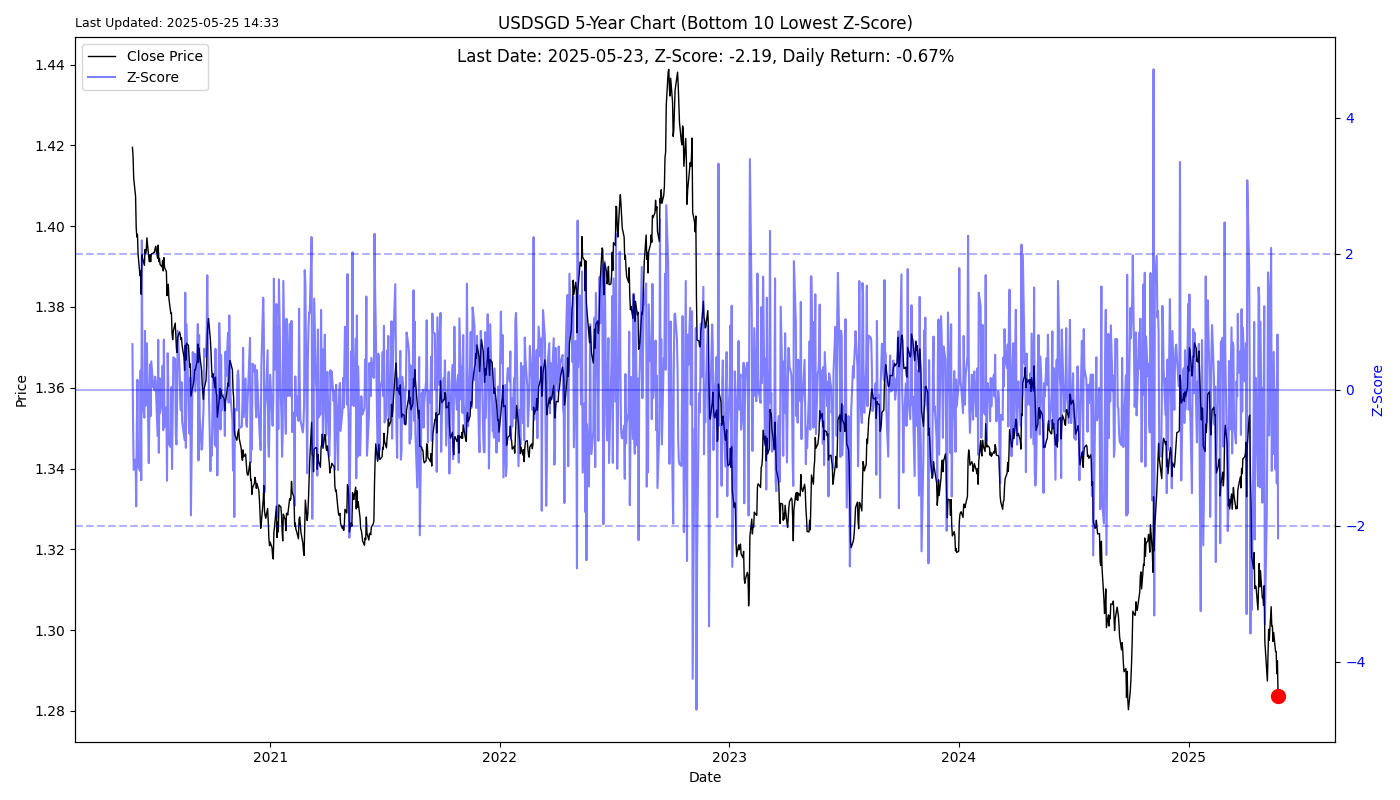 Last Updated: 2025-05-25 14:33
USDSGD 5-Year Chart (Bottom 10 Lowest Z-Score)
Last Date: 2025-05-23, Z-Score: -2.19, Daily Return: -0.67%
Close Price
Z-Score
1.44
1.42
1.40
1.38
1.36
1.34
1.32
1.30
1.28
Price
4
2
0
−2
−4
Z-Score
2021
2022
2023
2024
2025
Date